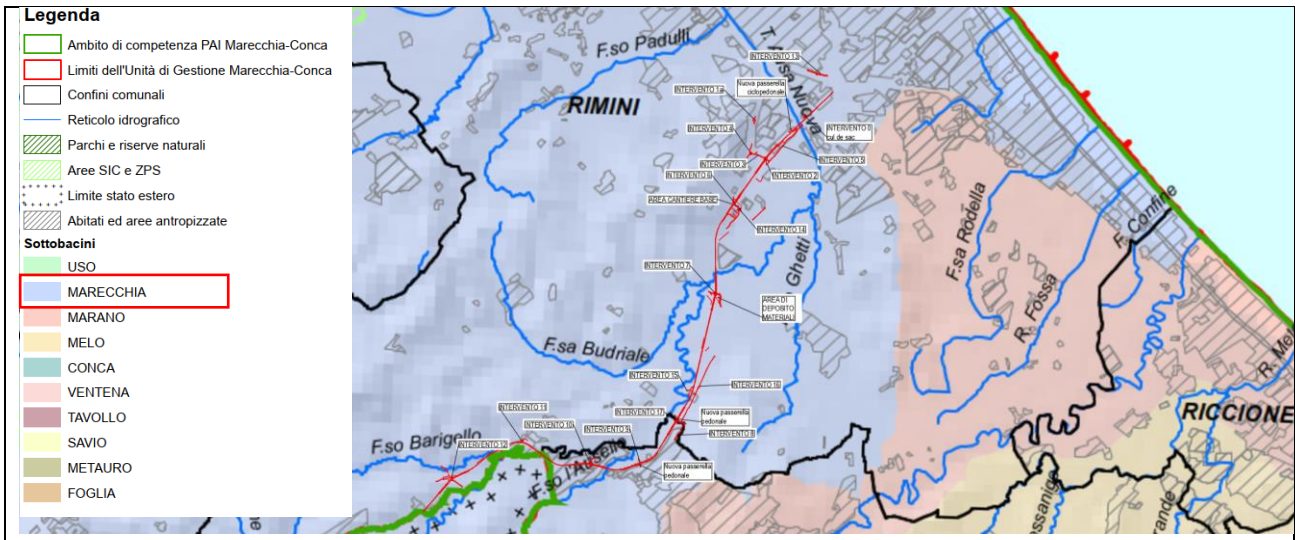 Legenda
Ambito di competenza PAI Marecchia-Conca
Limiti dell'Unità di Gestione Marecchia-Conca
Confini comunali
Reticolo idrografico
Parchi e riserve naturali
Aree SIC e ZPS
Limite stato estero
Abitati ed aree antropizzate
Sottobacini
USO
MARECCHIA
MARANO
MELO
CONCA
VENTENA
TAVOLLO
SAVIO
METAURO
FOGLIA
F.so Padulli
INTERVENTO 13
Nuova passerella
ciclopedonale
RIMINI
INTERVENTO 5
AREA CANTIERE BASE
INTERVENTO 2
INTERVENTO 14
Ghetti
F.sa Rodella
F. Confine
R. Fossa
INTERVENTO 7
AREA DI
DEPOSITO
MATERIALI
F.sa Budriale
INTERVENTO 15
INTERVENTO 16
INTERVENTO 11
INTERVENTO 17
Nuova passerella
pedonale
INTERVENTO 10
INTERVENTO 9
INTERVENTO 8
F.so Barigello
INTERVENTO 12
Nuova passerella
pedonale
RICCIONE